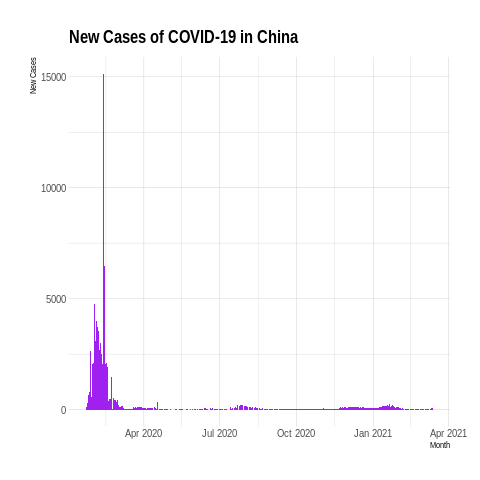 New Cases of COVID-19 in China
New Cases
15000
10000
5000
0
Apr 2020 Jul 2020 Oct 2020 Jan 2021 Apr 2021
Month